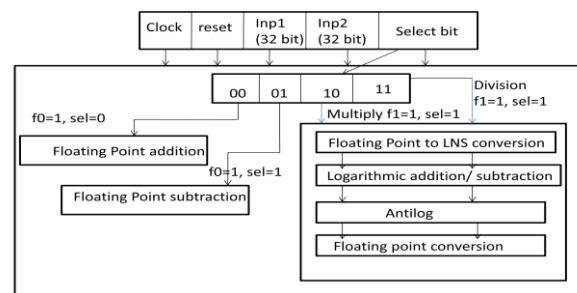 Clock reset Inp1 (32 bit) Inp2 (32 bit) Select bit
00 01 10 11
Division f1=1, sel=1
Multiply f1=1, sel=1
f0=1, sel=0
Floating Point addition
f0=1, sel=1
Floating Point subtraction
Floating Point to LNS conversion
Logarithmic addition/ subtraction
Antilog
Floating point conversion